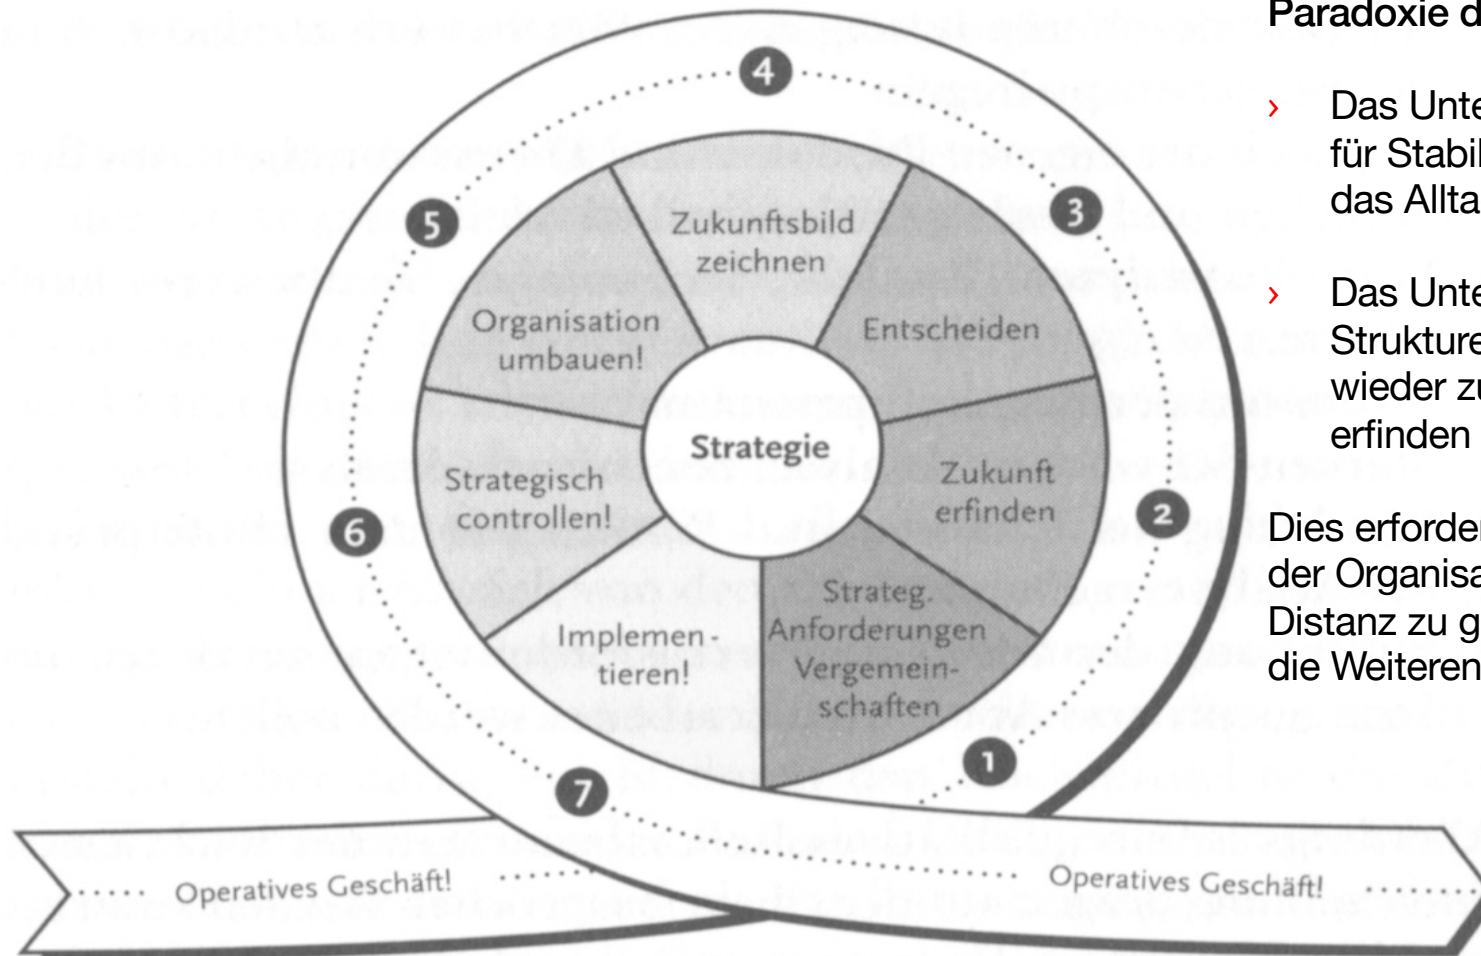 4
3
5
Zukunftsbild
zeichnen
Entscheiden
Organisation
umbauen!
Strategie
Strategisch
controllen!
Zukunft
erfinden
6
2
Implemen-
tieren!
Strateg.
Anforderungen
Vergemein-
schaften
1
7
Operatives Geschäft!
Operatives Geschäft!
Paradoxie d
› Das Unte
für Stabil
das Allta
› Das Unte
Strukture
wieder zu
erfinden
Dies erforder
der Organisa
Distanz zu g
die Weiteren